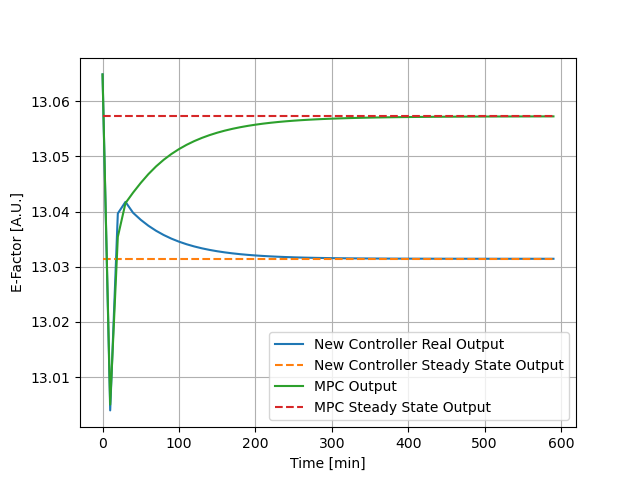 13.06
13.05
13.04
13.03
13.02
13.01
E-Factor [A.U.]
New Controller Real Output
New Controller Steady State Output
MPC Output
MPC Steady State Output
0 100 200 300 400 500 600
Time [min]